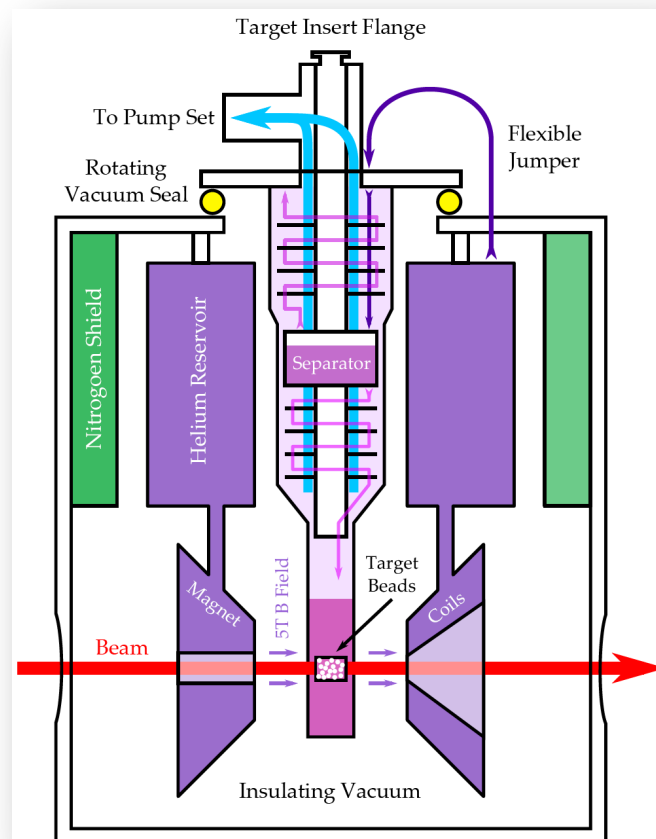 Target Insert Flange
To Pump Set
Flexible
Jumper
Rotating
Vacuum Seal
Nitrogoen Shield
Helium Reservoir
Separator
Target
Beads
5T B Field
Magnet
Coils
Beam
Insulating Vacuum